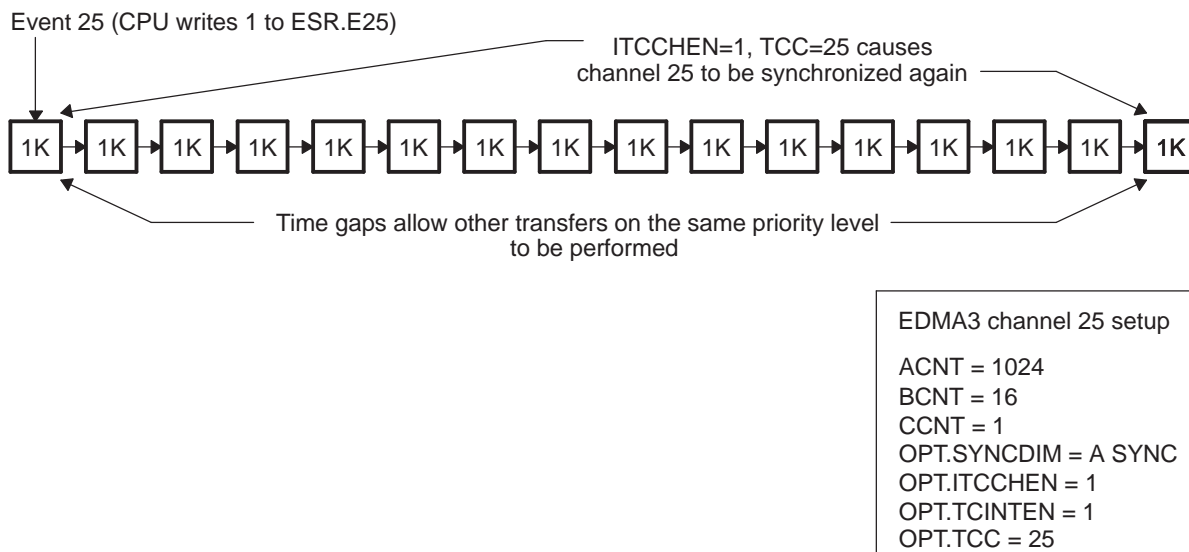 Event 25 (CPU writes 1 to ESR.E25)
ITCCHEN=1, TCC=25 causes
channel 25 to be synchronized again
1K 1K 1K 1K 1K 1K 1K 1K 1K 1K 1K 1K 1K 1K 1K 1K
Time gaps allow other transfers on the same priority level
to be performed
EDMA3 channel 25 setup
ACNT = 1024
BCNT = 16
CCNT = 1
OPT.SYNCDIM = A SYNC
OPT.ITCCHEN = 1
OPT.TCINTEN = 1
OPT.TCC = 25